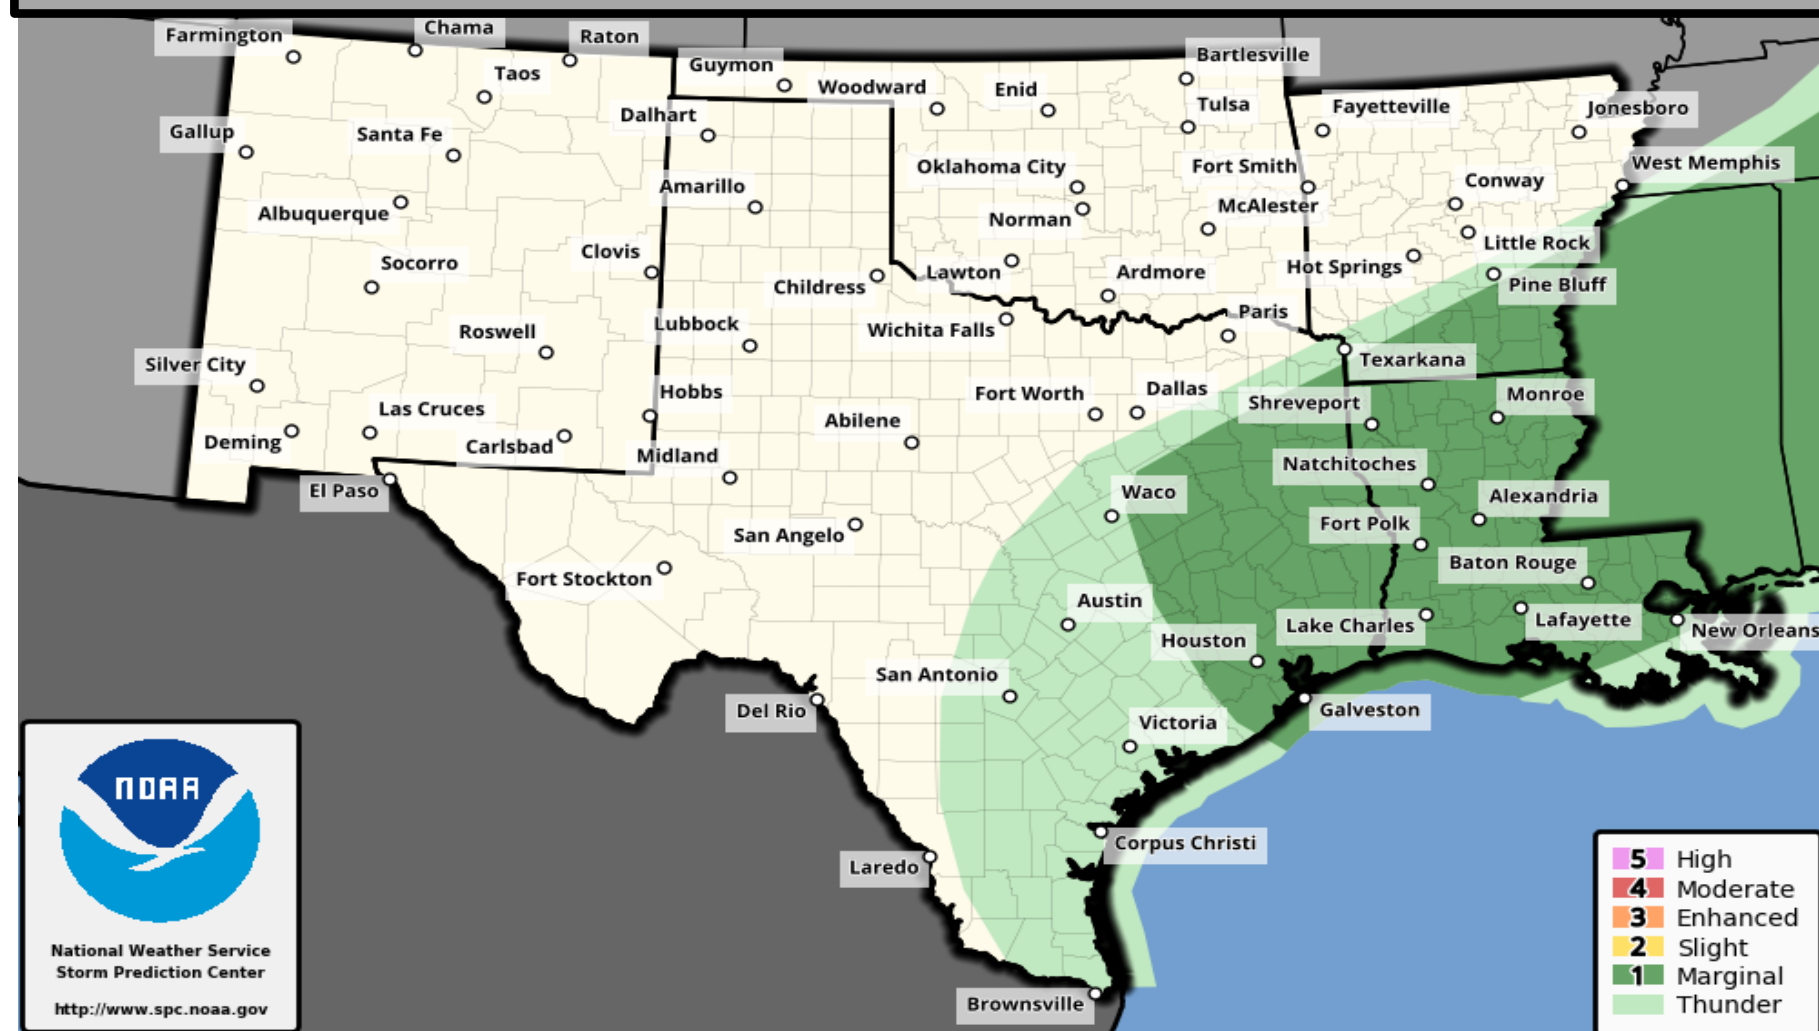 Farmington
Chama
Raton
Taos
Guymon
Woodward
Enid
Bartlesville
Tulsa
Fayetteville
Jonesboro
Gallup
Santa Fe
Dalhart
Oklahoma City
Fort Smith
West Memphis
Conway
Albuquerque
Amarillo
Norman
McAlester
Little Rock
Socorro
Clovis
Childress
Lawton
Ardmore
Hot Springs
Pine Bluff
Roswell
Lubbock
Wichita Falls
Paris
Texarkana
Silver City
Las Cruces
Hobbs
Abilene
Fort Worth
Dallas
Shreveport
Monroe
Deming
Carlsbad
Midland
Natchitoches
El Paso
Waco
Alexandria
San Angelo
Fort Polk
Fort Stockton
Baton Rouge
Austin
Houston
Lake Charles
Lafayette
New Orleans
San Antonio
Del Rio
Victoria
Galveston
Corpus Christi
Laredo
Brownsville
NOAA
National Weather Service
Storm Prediction Center
http://www.spc.noaa.gov
5 High
4 Moderate
3 Enhanced
2 Slight
1 Marginal
Thunder